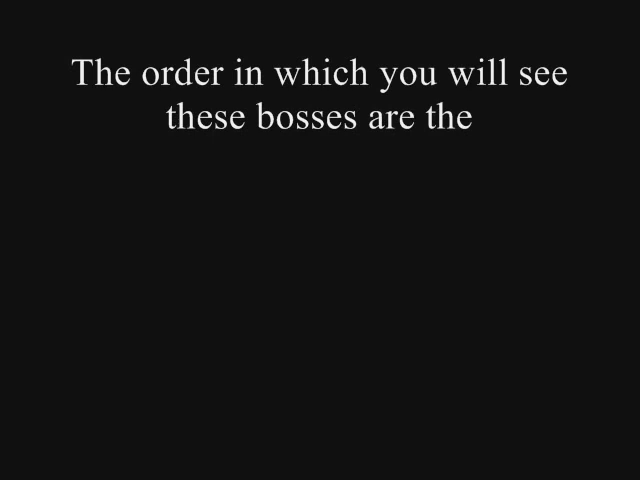 The order in which you will see
these bosses are the